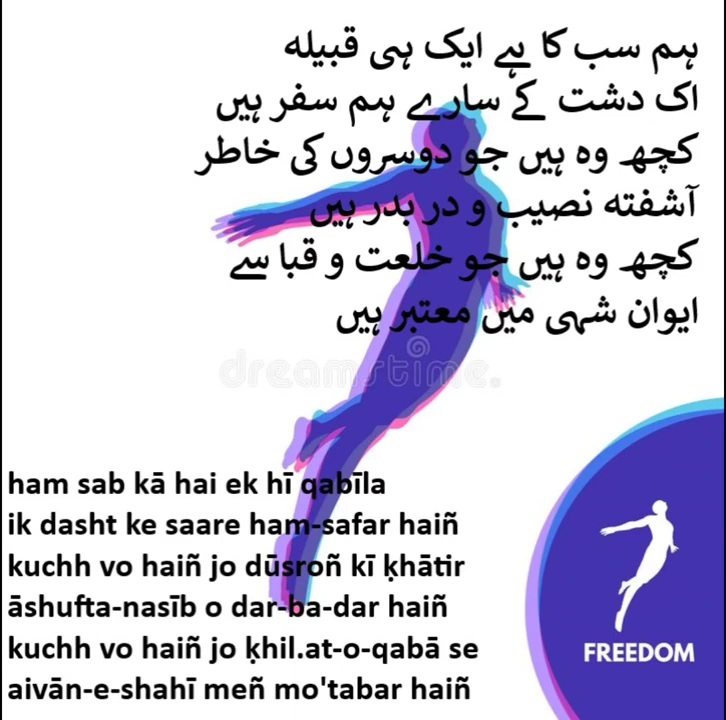 ہم سب کا ہے ایک ہی قبیلہ
اک دشت کے سارے ہم سفر ہیں
کچھ وہ ہیں جو دوسروں کی خاطر
آشفتہ نصیب و در بدر ہیں
کچھ وہ ہیں جو خلعت و قبا سے
ایوان شہی میں معتبر ہیں
dreamstime.
ham sab kā hai ek hī qabīla
ik dasht ke saare ham-safar haiñ
kuchh vo haiñ jo dūsroñ kī ḳhātir
āshufta-nasīb o dar-ba-dar haiñ
kuchh vo haiñ jo ḳhil.at-o-qabā se
aivān-e-shahī meñ mo'tabar haiñ
FREEDOM